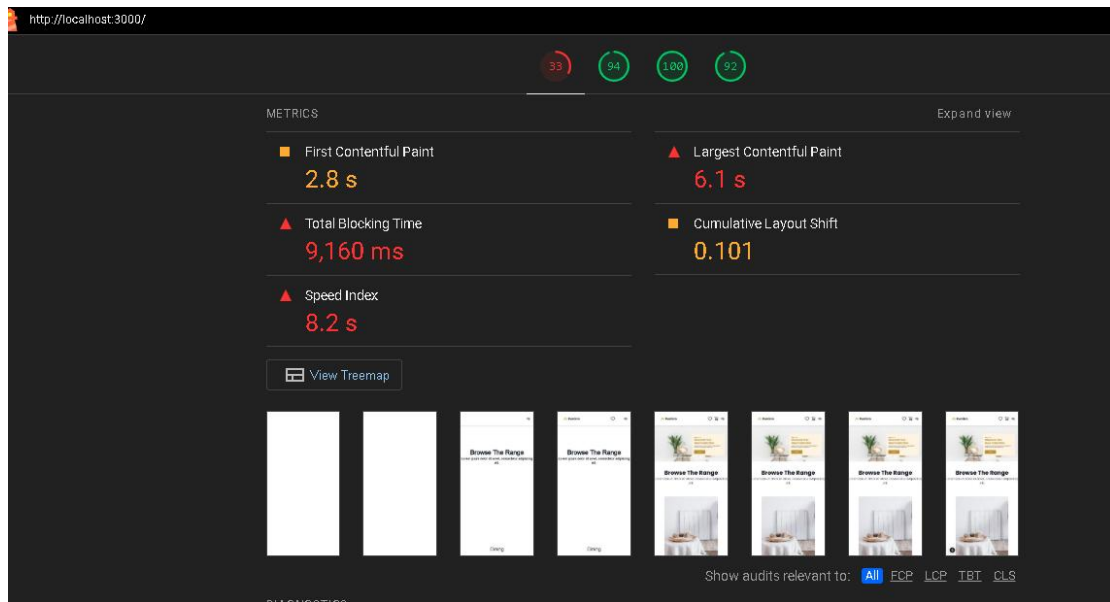 http://localhost:3000/
33 94 100 92
METRICS
Expand view
First Contentful Paint
2.8 s
Largest Contentful Paint
6.1 s
Total Blocking Time
9,160 ms
Cumulative Layout Shift
0.101
Speed Index
8.2 s
View Treemap
Browse The Range
Dining
Browse The Range
Dining
Browse The Range
Browse The Range
Browse The Range
Browse The Range
Show audits relevant to: All FCP LCP TBT CLS
DIAGNOSTICS